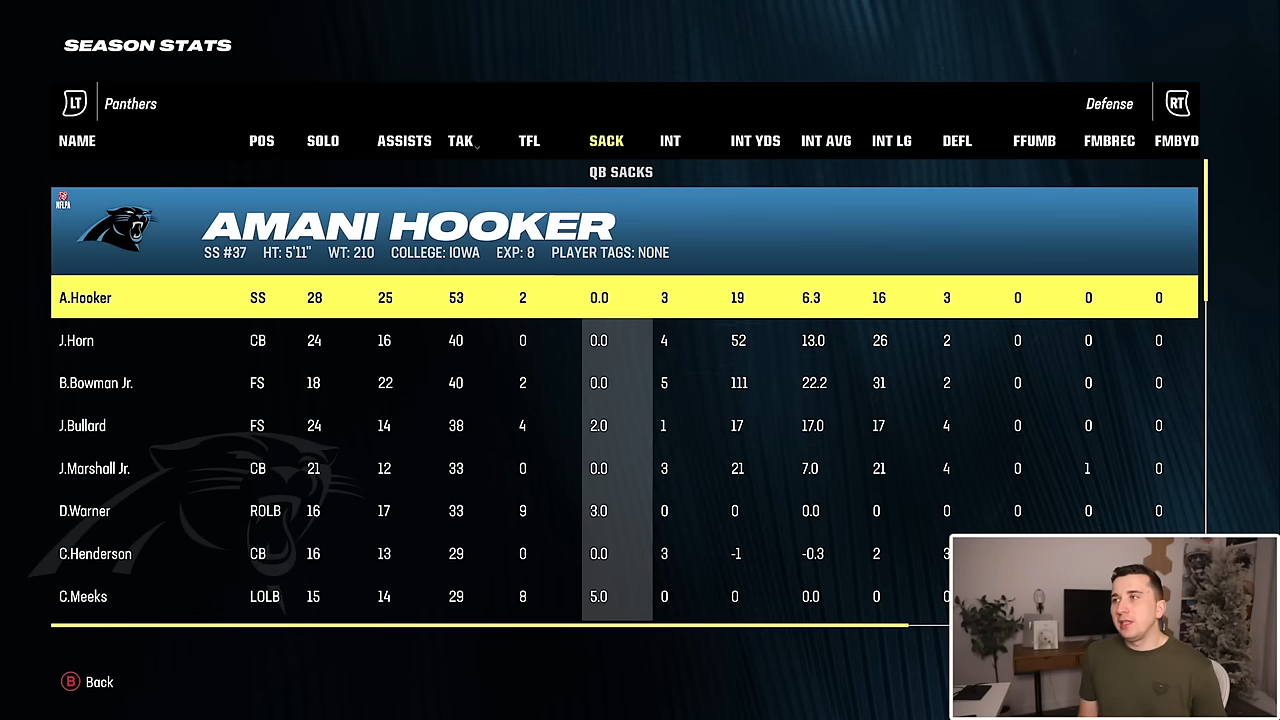 SEASON STATS
LT Panthers Defense RT
NAME POS SOLO ASSISTS TAK TFL SACK INT INT YDS INT AVG INT LG DEFL FFUMB FMBREC FMBYD
QB SACKS
NFLPA
AMANI HOOKER
SS #37 HT: 5'11" WT: 210 COLLEGE: IOWA EXP: 8 PLAYER TAGS: NONE
A.Hooker SS 28 25 53 2 0.0 3 19 6.3 16 3 0 0 0
J.Horn CB 24 16 40 0 0.0 4 52 13.0 26 2 0 0 0
B.Bowman Jr. FS 18 22 40 2 0.0 5 111 22.2 31 2 0 0 0
J.Bullard FS 24 14 38 4 2.0 1 17 17.0 17 4 0 0 0
J.Marshall Jr. CB 21 12 33 0 0.0 3 21 7.0 21 4 0 1 0
D.Warner ROLB 16 17 33 9 3.0 0 0 0.0 0 0 0 0 0
C.Henderson CB 16 13 29 0 0.0 3 -1 -0.3 2 3
C.Meeks LOLB 15 14 29 8 5.0 0 0 0.0 0 0
B Back